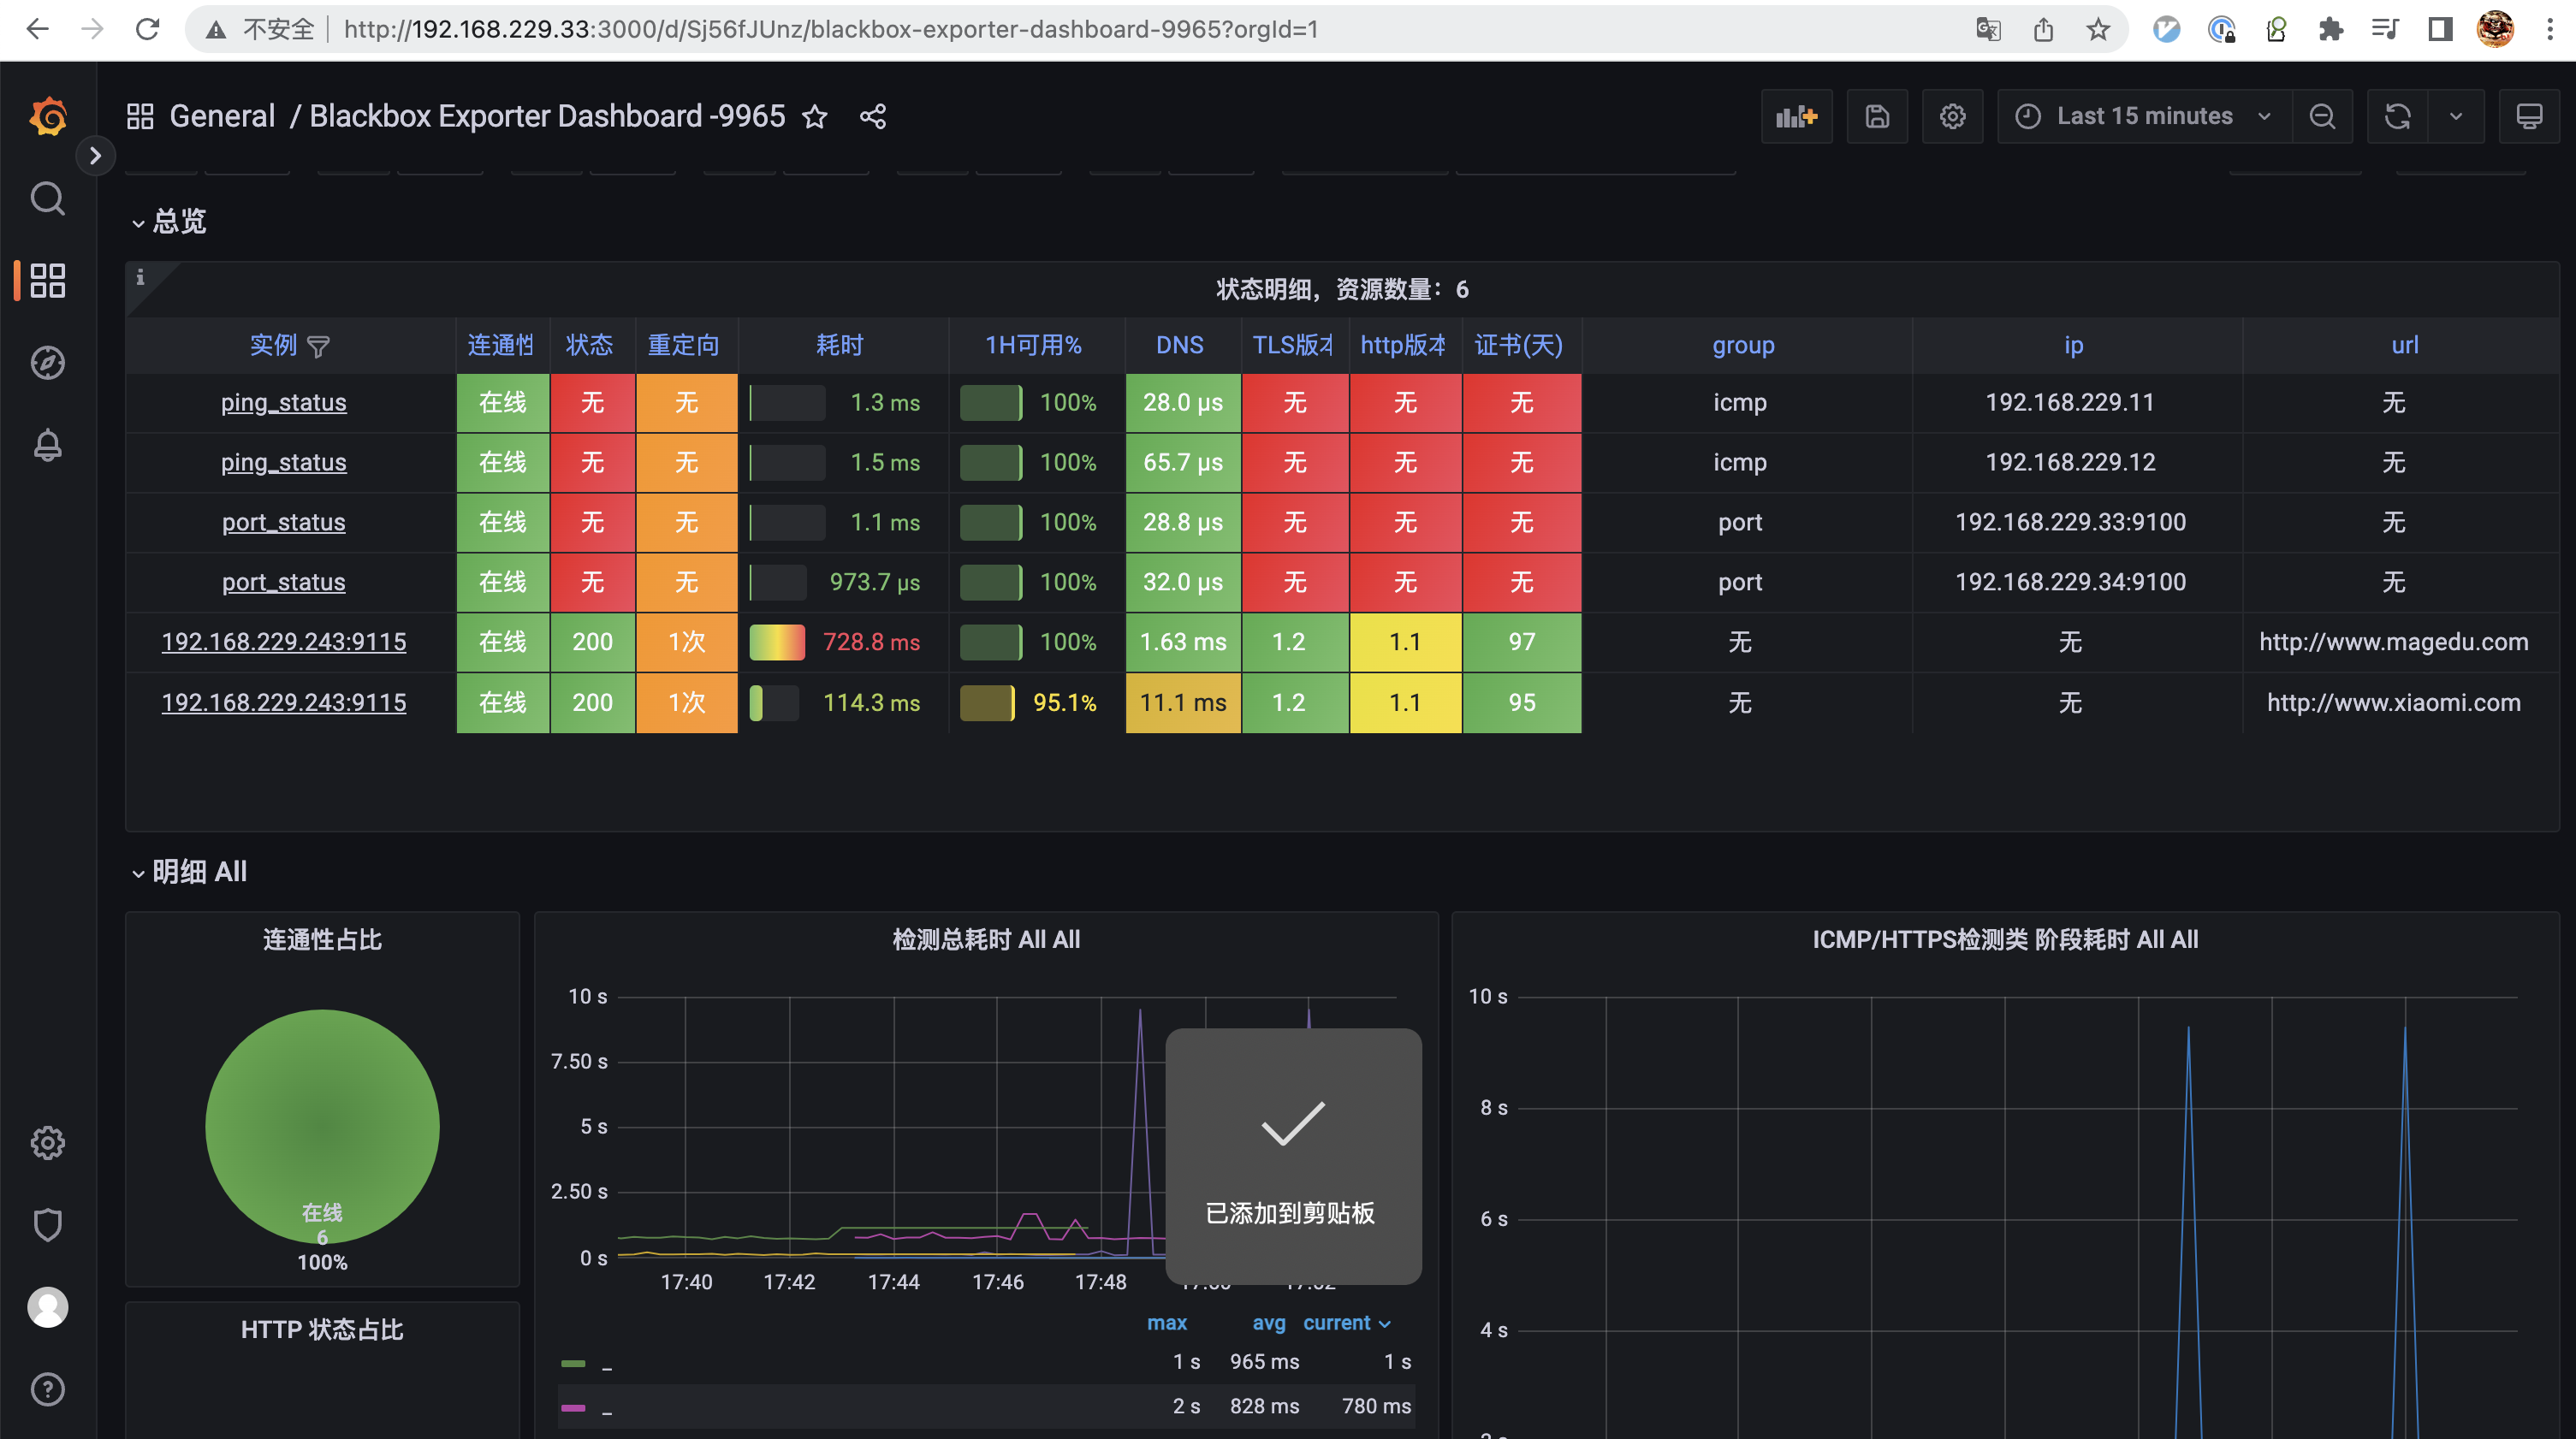 不安全 http://192.168.229.33:3000/d/Sj56fJUnz/blackbox-exporter-dashboard-9965?orgId=1
General / Blackbox Exporter Dashboard -9965
Last 15 minutes
总览
i
状态明细，资源数量：6
实例 连通性 状态 重定向 耗时 1H可用% DNS TLS版本 http版本 证书(天) group ip url
ping_status 在线 无 无 1.3 ms 100% 28.0 µs 无 无 无 icmp 192.168.229.11 无
ping_status 在线 无 无 1.5 ms 100% 65.7 µs 无 无 无 icmp 192.168.229.12 无
port_status 在线 无 无 1.1 ms 100% 28.8 µs 无 无 无 port 192.168.229.33:9100 无
port_status 在线 无 无 973.7 µs 100% 32.0 µs 无 无 无 port 192.168.229.34:9100 无
192.168.229.243:9115 在线 200 1次 728.8 ms 100% 1.63 ms 1.2 1.1 97 无 无 http://www.magedu.com
192.168.229.243:9115 在线 200 1次 114.3 ms 95.1% 11.1 ms 1.2 1.1 95 无 无 http://www.xiaomi.com
明细 All
连通性占比
在线
6
100%
HTTP 状态占比
检测总耗时 All All
10 s
7.50 s
5 s
2.50 s
0 s
17:40 17:42 17:44 17:46 17:48
已添加到剪贴板
max avg current
_ 1 s 965 ms 1 s
_ 2 s 828 ms 780 ms
ICMP/HTTPS检测类 阶段耗时 All All
10 s
8 s
6 s
4 s